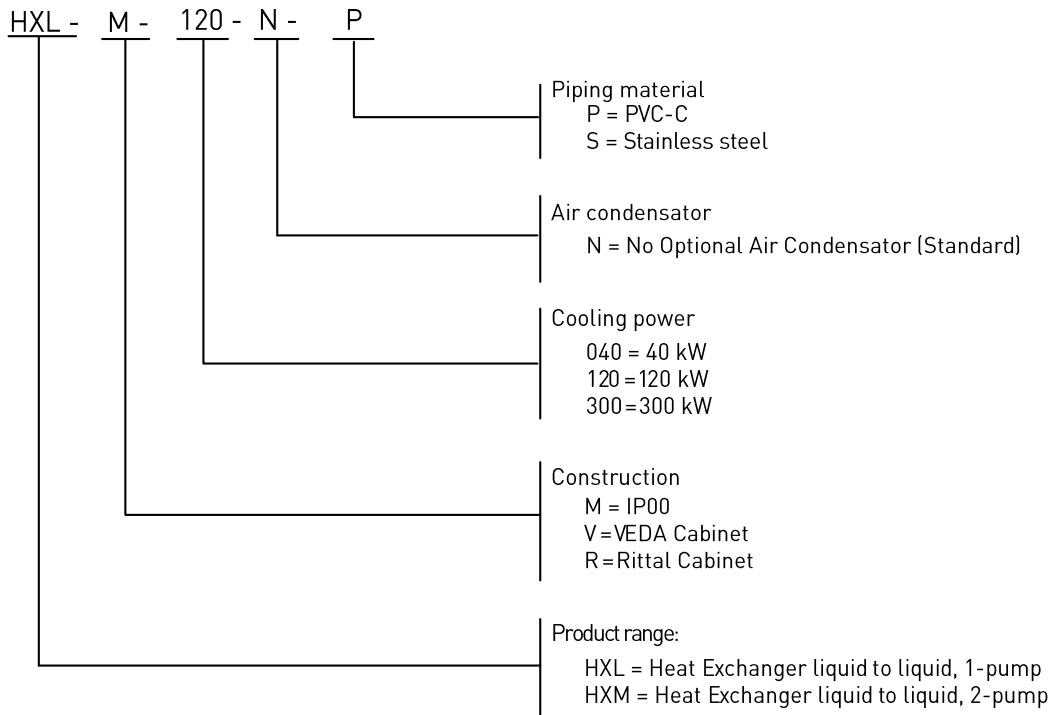 HXL - M - 120 - N - P
Piping material
P = PVC-C
S = Stainless steel
Air condensator
N = No Optional Air Condensator (Standard)
Cooling power
040 = 40 kW
120 = 120 kW
300 = 300 kW
Construction
M = IP00
V = VEDA Cabinet
R = Rittal Cabinet
Product range:
HXL = Heat Exchanger liquid to liquid, 1-pump
HXM = Heat Exchanger liquid to liquid, 2-pump